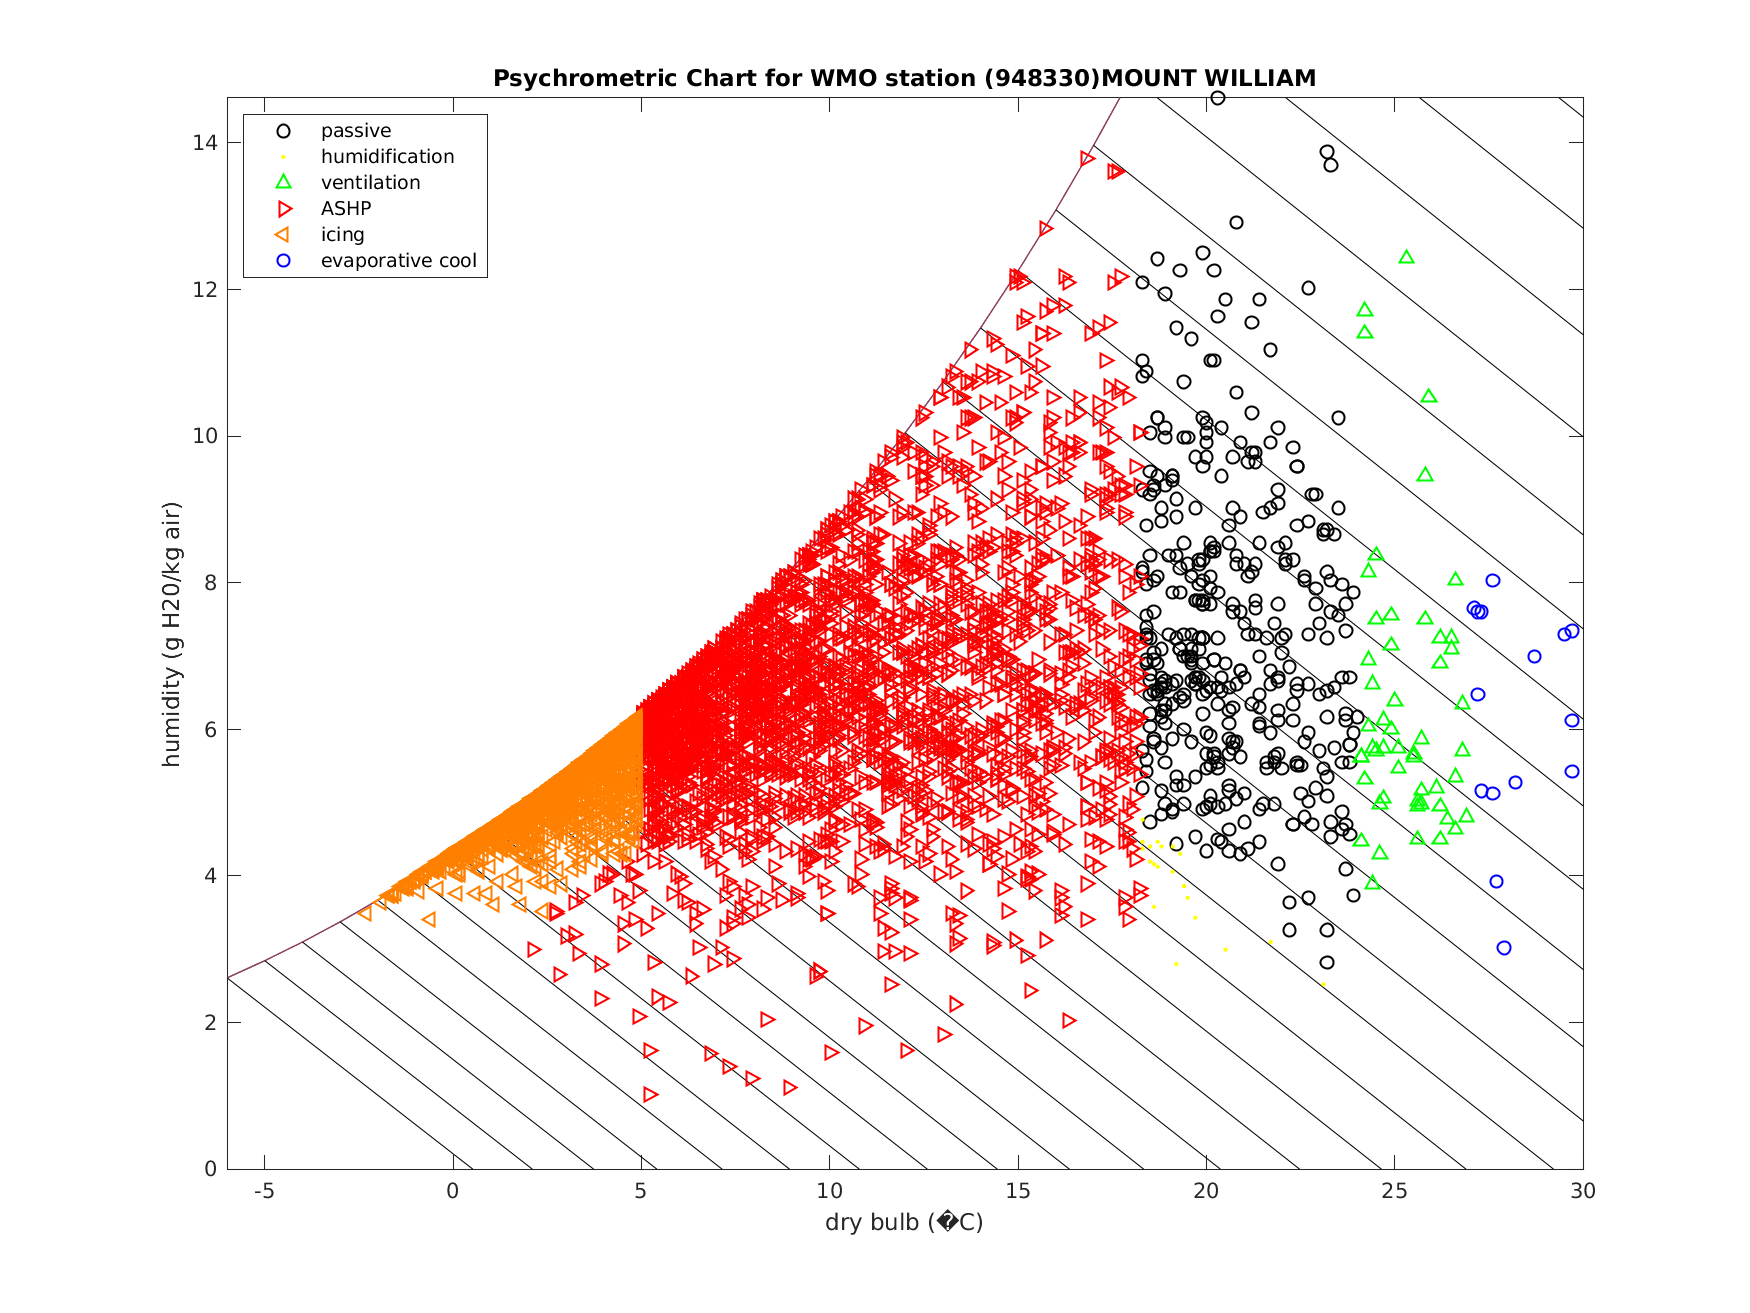 Psychrometric Chart for WMO station (948330)MOUNT WILLIAM
passive
humidification
ventilation
ASHP
icing
evaporative cool
humidity (g H20/kg air)
14
12
10
8
6
4
2
0
-5 0 5 10 15 20 25 30
dry bulb (�C)